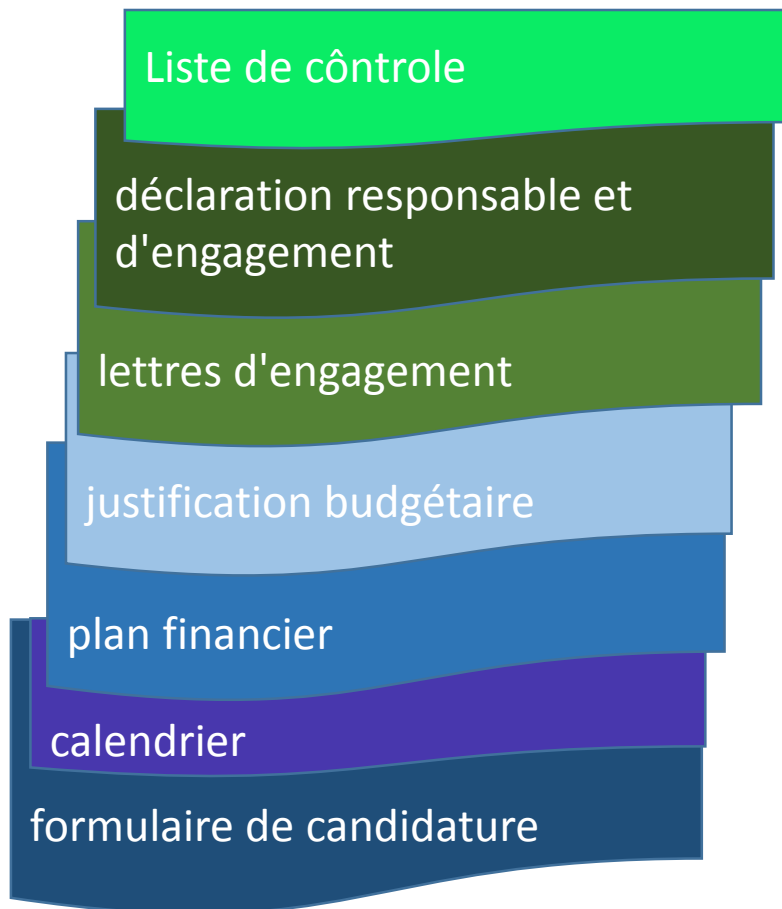 Liste de côntrole
déclaration responsable et
d'engagement
lettres d'engagement
justification budgétaire
plan financier
calendrier
formulaire de candidature